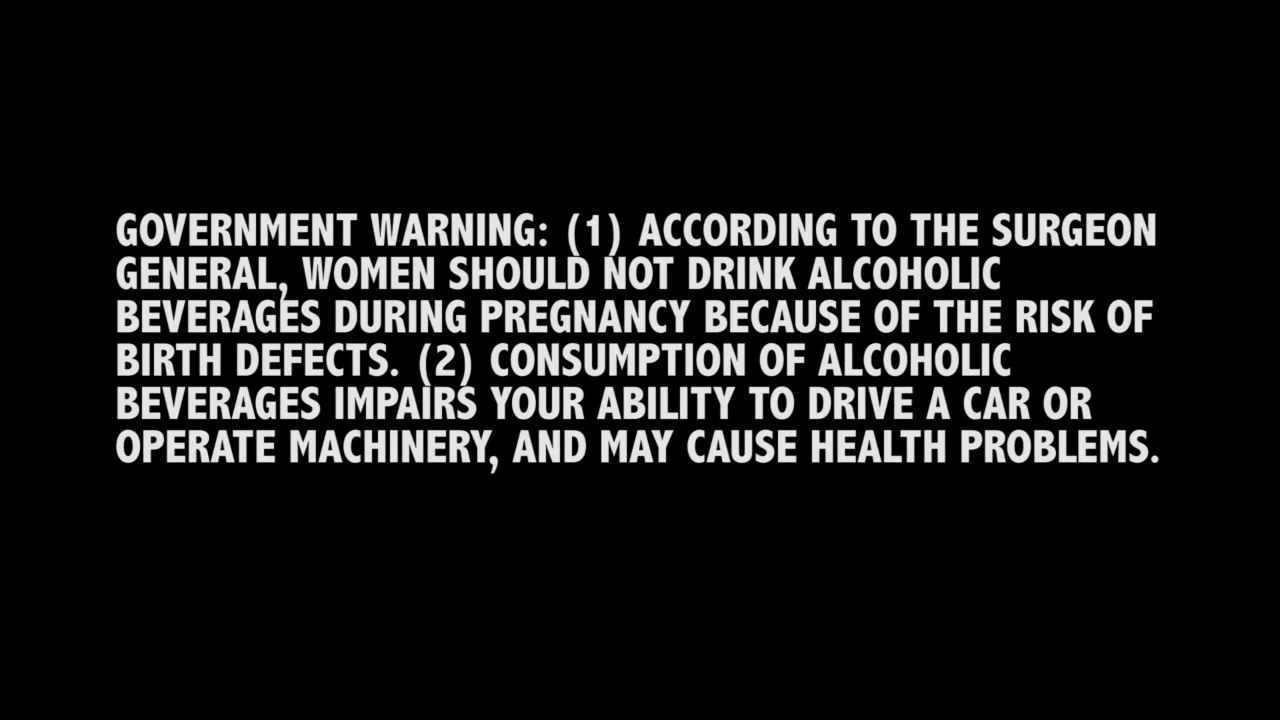 GOVERNMENT WARNING: (1) ACCORDING TO THE SURGEON
GENERAL, WOMEN SHOULD NOT DRINK ALCOHOLIC
BEVERAGES DURING PREGNANCY BECAUSE OF THE RISK OF
BIRTH DEFECTS. (2) CONSUMPTION OF ALCOHOLIC
BEVERAGES IMPAIRS YOUR ABILITY TO DRIVE A CAR OR
OPERATE MACHINERY, AND MAY CAUSE HEALTH PROBLEMS.